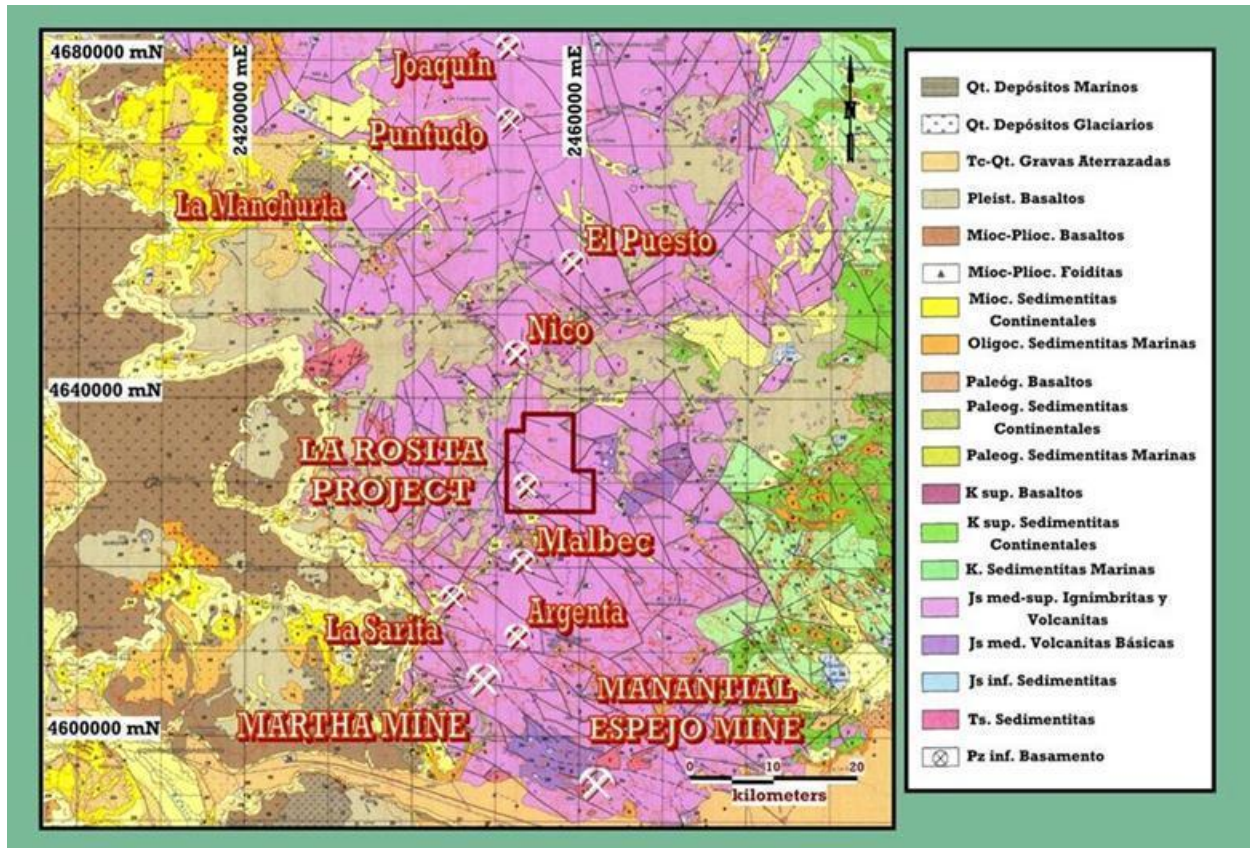 4680000 mN
2420000 mE
Joaquín
2460000 mE
N
Puntudo
La Manchuria
El Puesto
Nico
4640000 mN
LA ROSITA
PROJECT
Malbec
La Sarita
Argenta
MARTHA MINE
MANANTIAL
ESPEJO MINE
4600000 mN
0 10 20
kilometers
Qt. Depósitos Marinos
Qt. Depósitos Glaciarios
Tc-Qt. Gravas Aterrazadas
Pleist. Basaltos
Mioc-Plioc. Basaltos
Mioc-Plioc. Foiditas
Mioc. Sedimentitas
Continentales
Oligoc. Sedimentitas Marinas
Paleóg. Basaltos
Paleog. Sedimentitas
Continentales
Paleog. Sedimentitas Marinas
K sup. Basaltos
K sup. Sedimentitas
Continentales
K. Sedimentitas Marinas
Js med-sup. Ignimbritas y
Volcanitas
Js med. Volcanitas Básicas
Js inf. Sedimentitas
Ts. Sedimentitas
Pz inf. Basamento